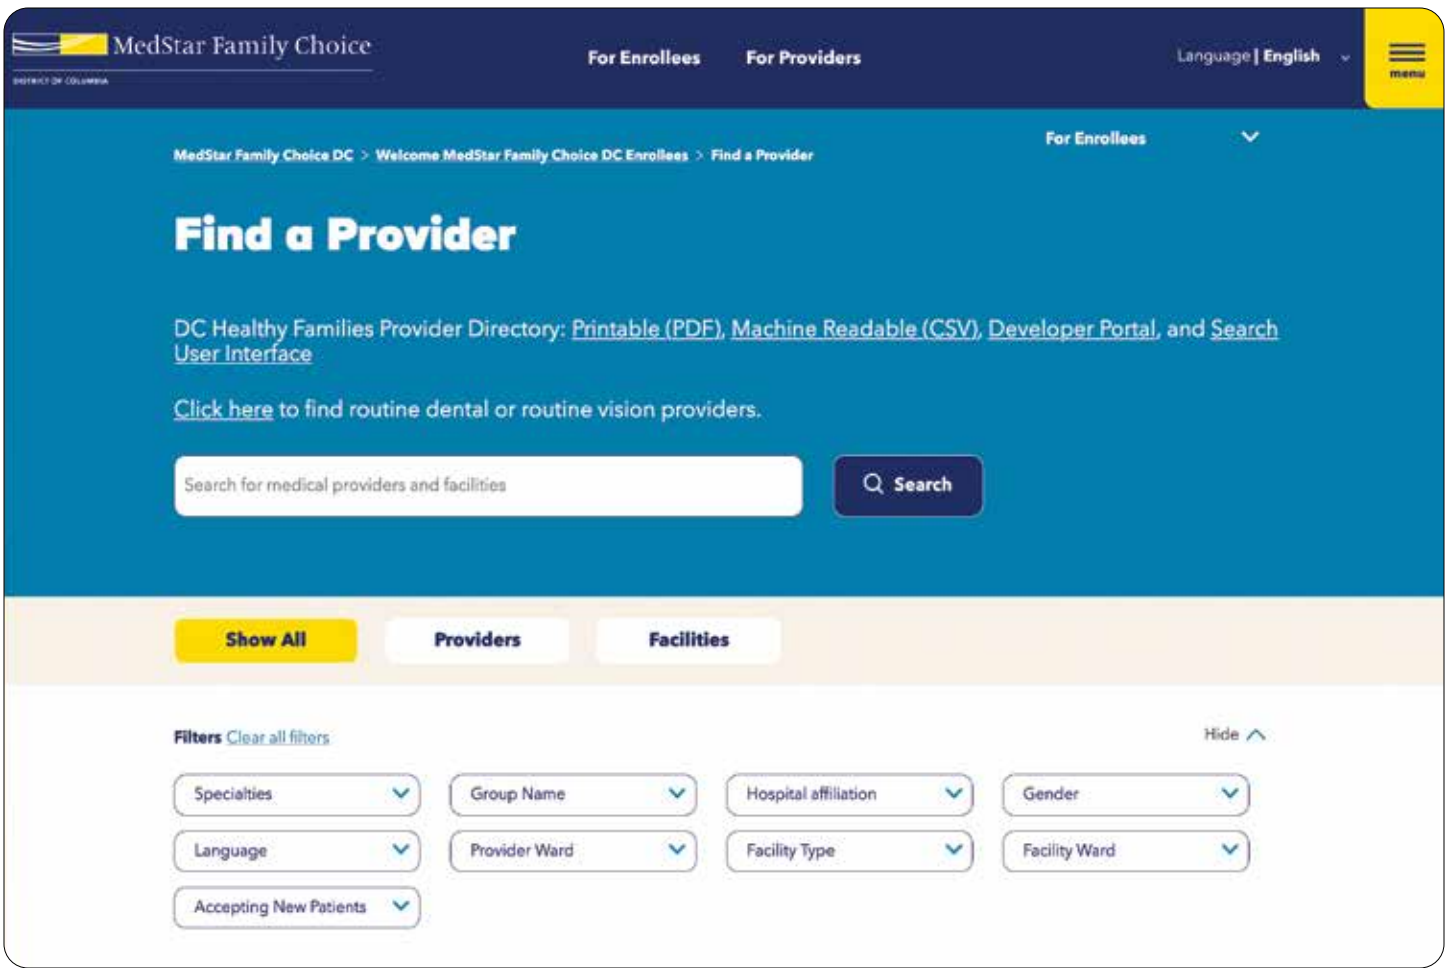 MedStar Family Choice
DISTRICT OF COLUMBIA
For Enrollees
For Providers
Language | English
menu
For Enrollees
MedStar Family Choice DC > Welcome MedStar Family Choice DC Enrollees > Find a Provider
Find a Provider
DC Healthy Families Provider Directory: Printable (PDF), Machine Readable (CSV), Developer Portal, and Search
User Interface
Click here to find routine dental or routine vision providers.
Search for medical providers and facilities
Search
Show All
Providers
Facilities
Filters Clear all filters
Hide
Specialties
Group Name
Hospital affiliation
Gender
Language
Provider Ward
Facility Type
Facility Ward
Accepting New Patients